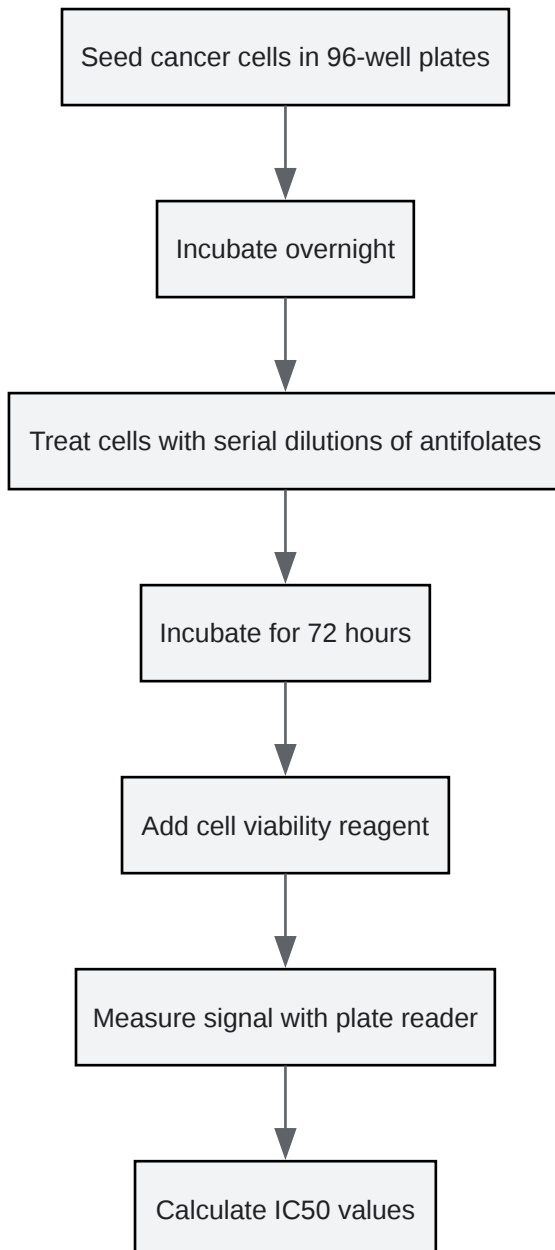 Seed cancer cells in 96-well plates
Incubate overnight
Treat cells with serial dilutions of antifolates
Incubate for 72 hours
Add cell viability reagent
Measure signal with plate reader
Calculate IC50 values